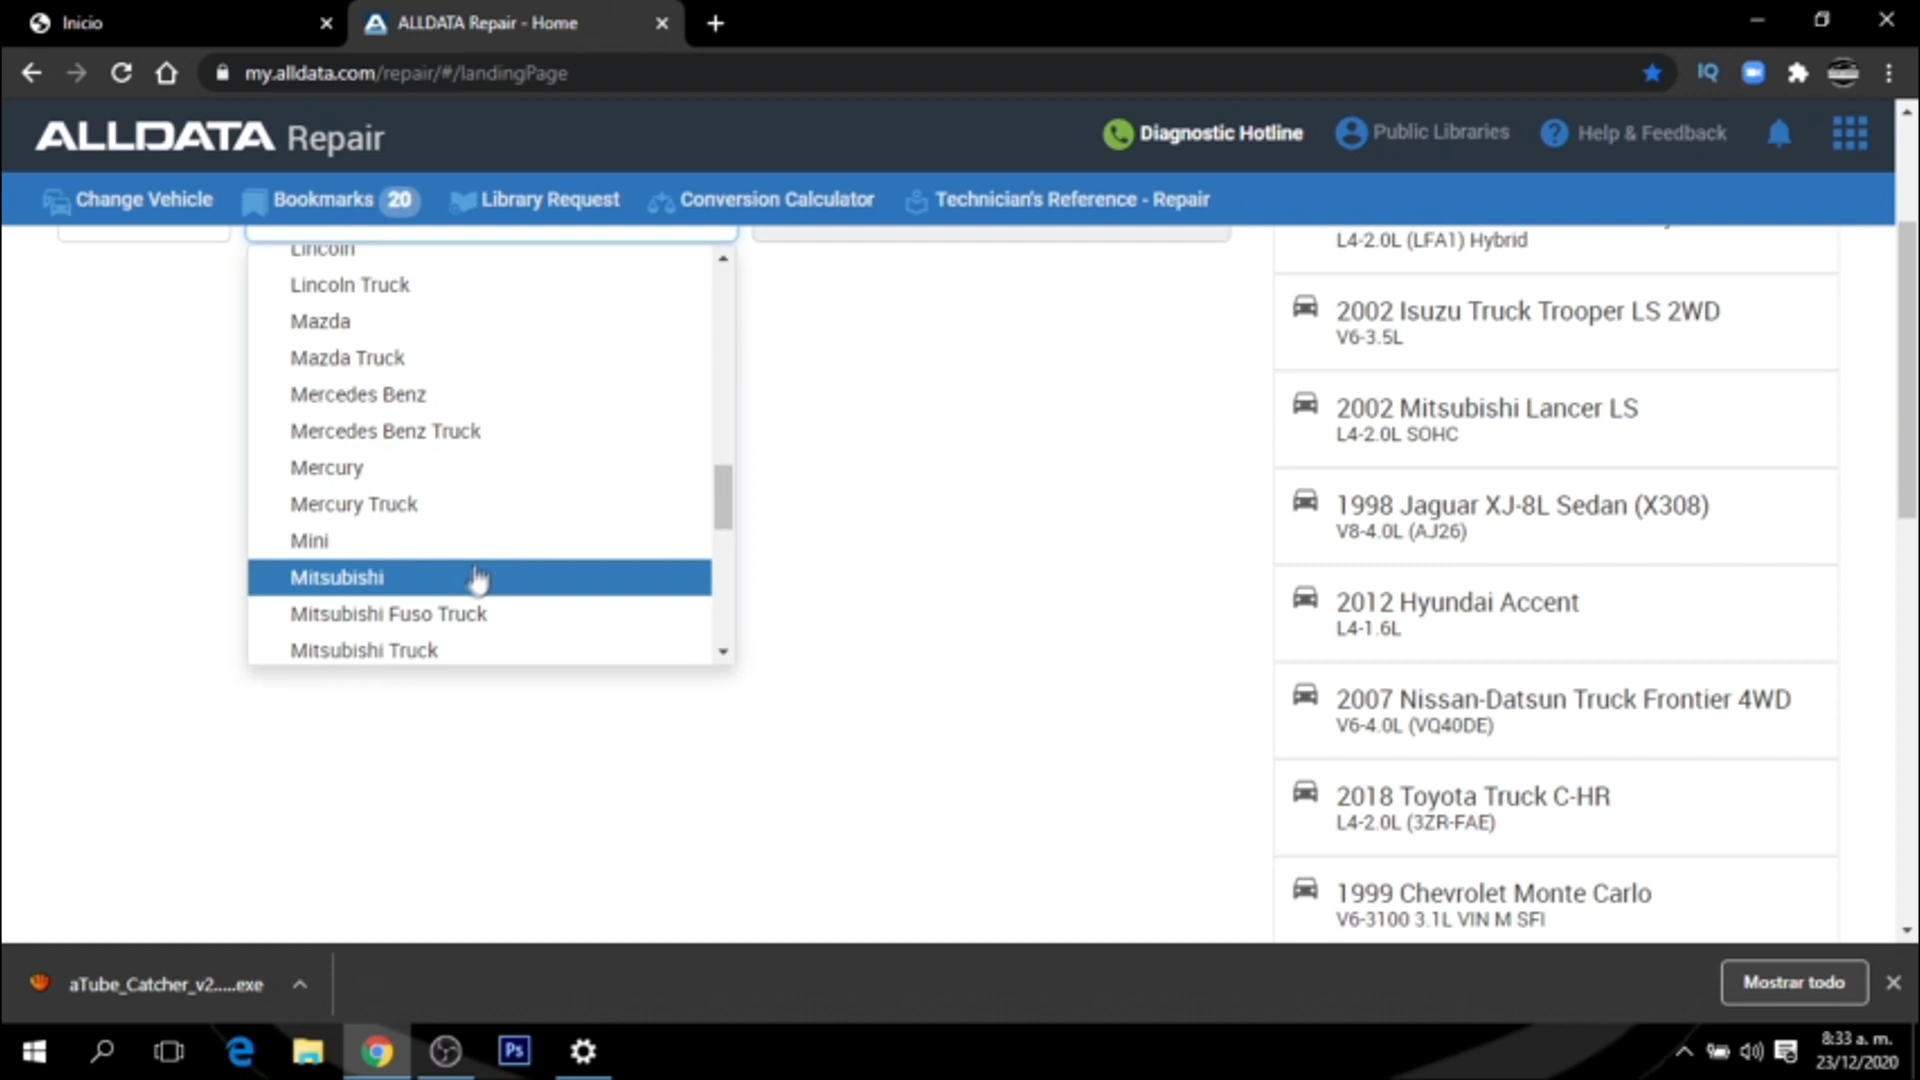 Inicio
ALLDATA Repair - Home
my.alldata.com/repair/#/landingPage
IQ
ALLDATA Repair
Diagnostic Hotline
Public Libraries
Help & Feedback
Change Vehicle
Bookmarks 20
Library Request
Conversion Calculator
Technician's Reference - Repair
Lincoln
Lincoln Truck
Mazda
Mazda Truck
Mercedes Benz
Mercedes Benz Truck
Mercury
Mercury Truck
Mini
Mitsubishi
Mitsubishi Fuso Truck
Mitsubishi Truck
L4-2.0L (LFA1) Hybrid
2002 Isuzu Truck Trooper LS 2WD
V6-3.5L
2002 Mitsubishi Lancer LS
L4-2.0L SOHC
1998 Jaguar XJ-8L Sedan (X308)
V8-4.0L (AJ26)
2012 Hyundai Accent
L4-1.6L
2007 Nissan-Datsun Truck Frontier 4WD
V6-4.0L (VQ40DE)
2018 Toyota Truck C-HR
L4-2.0L (3ZR-FAE)
1999 Chevrolet Monte Carlo
V6-3100 3.1L VIN M SFI
aTube_Catcher_v2.....exe
Mostrar todo
Ps
8:33 a. m.
23/12/2020